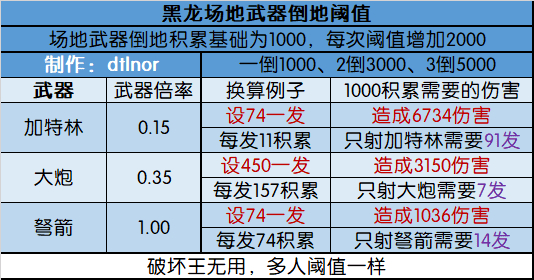 黑龙场地武器倒地阈值
场地武器倒地积累基础为1000，每次阈值增加2000
制作：dtlnor 一倒1000、2倒3000、3倒5000
武器 武器倍率 换算例子 1000积累需要的伤害
加特林 0.15 设74一发 造成6734伤害
每发11积累 只射加特林需要91发
大炮 0.35 设450一发 造成3150伤害
每发157积累 只射大炮需要7发
弩箭 1.00 设74一发 造成1036伤害
每发74积累 只射弩箭需要14发
破坏王无用，多人阈值一样